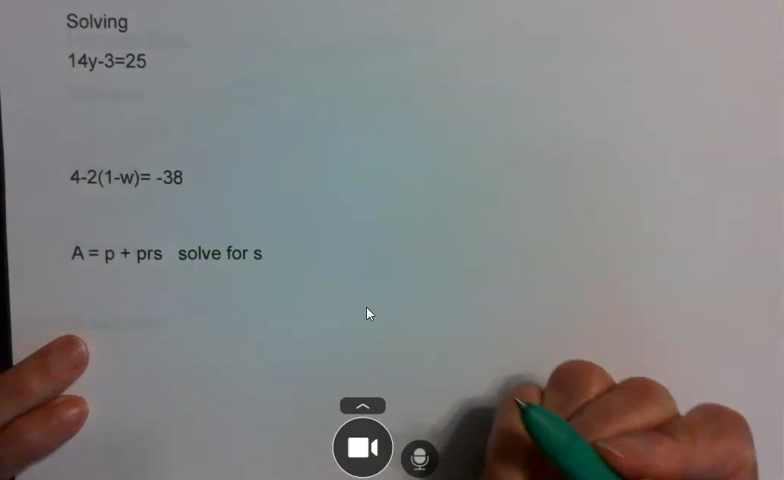 Solving
14y-3=25
4-2(1-w)= -38
A = p + prs solve for s